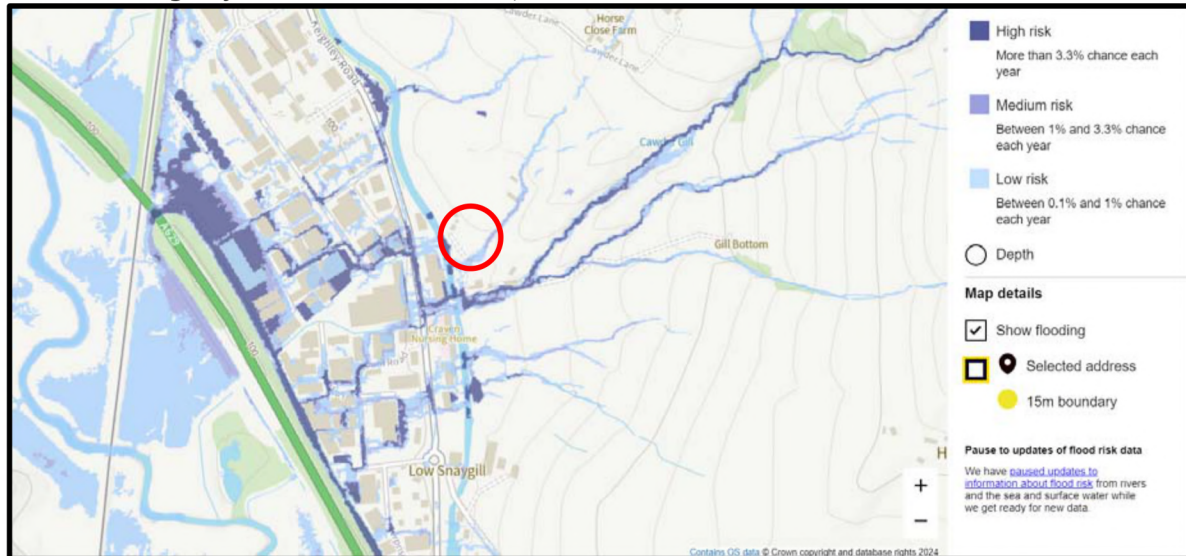 Horse
Close Farm
Cawder Lane
Cawder Lane
Keighley Road
100
100
Cawder Gill
Gill Bottom
A629
100
Craven
Nursing Home
Low Snaygill
H
+
−
Contains OS data © Crown copyright and database rights 2024
High risk
More than 3.3% chance each
year
Medium risk
Between 1% and 3.3% chance
each year
Low risk
Between 0.1% and 1% chance
each year
Depth
Map details
Show flooding
Selected address
15m boundary
Pause to updates of flood risk data
We have paused updates to
information about flood risk from rivers
and the sea and surface water while
we get ready for new data.